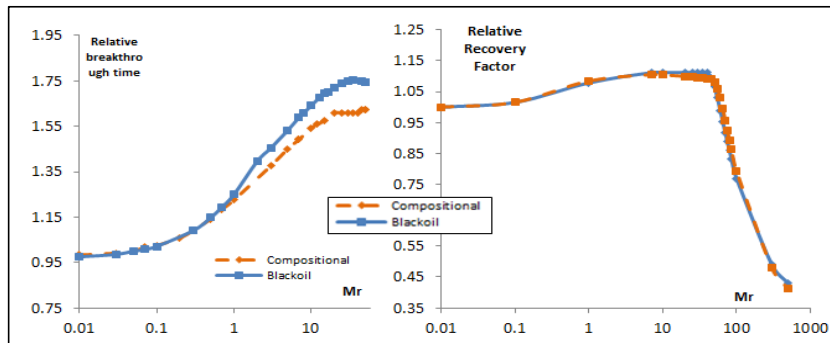 Relative
breakthro
ugh time
1.95
1.75
1.55
1.35
1.15
0.95
0.75
Compositional
Blackoil
Mr
0.01
0.1
1
10
Relative
Recovery
Factor
1.25
1.15
1.05
0.95
0.85
0.75
0.65
0.55
0.45
0.35
Compositional
Blackoil
Mr
0.01
0.1
1
10
100
1000